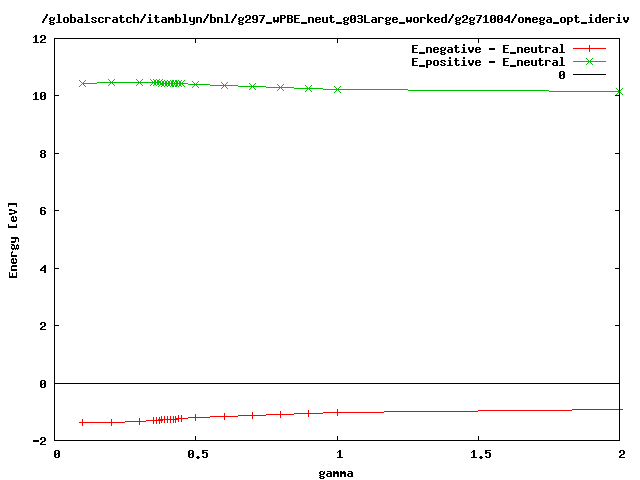 /globalscratch/itamblyn/bnl/g297_wPBE_neut_g03Large_worked/g2g71004/omega_opt_ideriv
E_negative - E_neutral
E_positive - E_neutral
0
12
10
8
6
4
2
0
-2
Energy [eV]
0
0.5
1
1.5
2
gamma